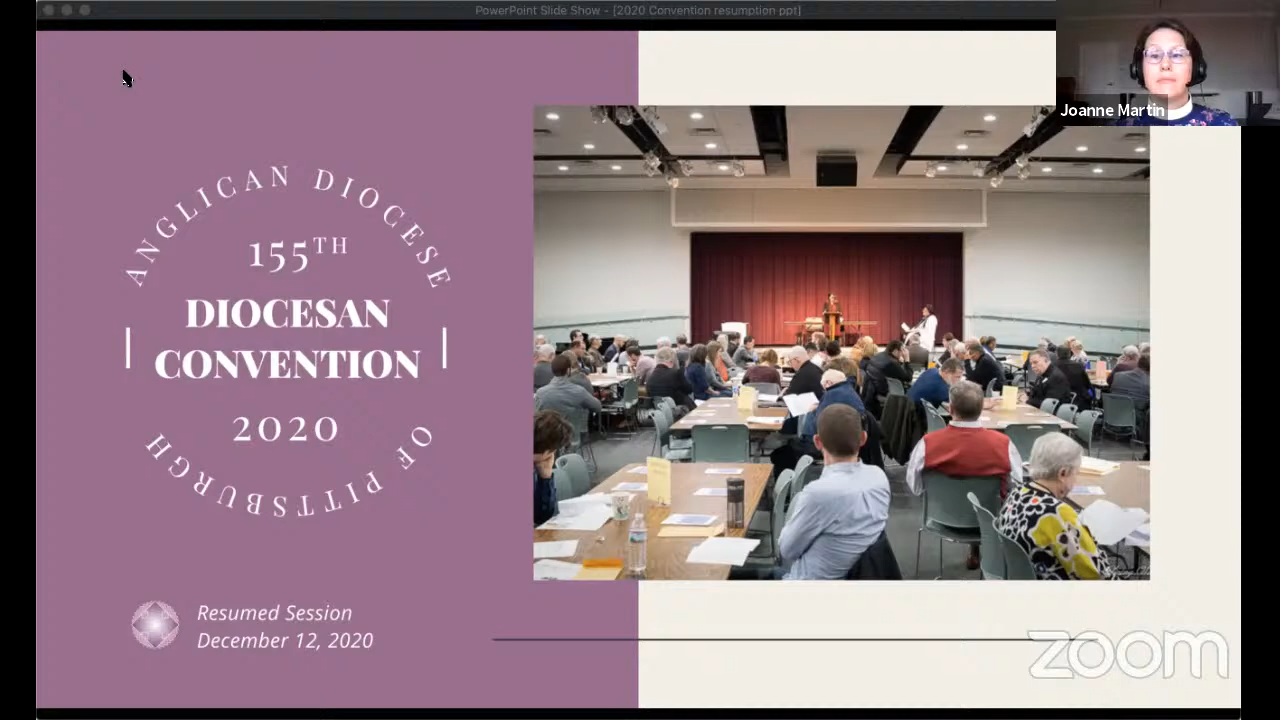 PowerPoint Slide Show - [2020 Convention resumption ppt]
Joanne Martin
ANGLICAN DIOCESE
155TH
DIOCESAN
CONVENTION
2020
OF PITTSBURGH
Resumed Session
December 12, 2020
zoom